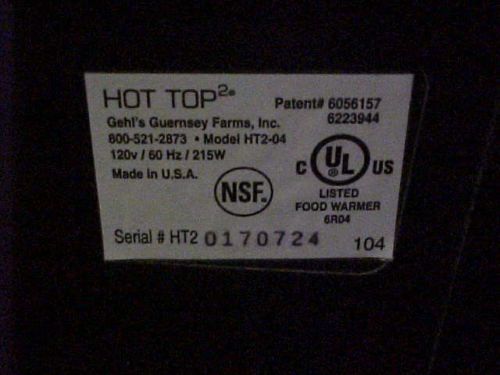 HOT TOP²®
Patent# 6056157
6223944
Gehl's Guernsey Farms, Inc.
800-521-2873 • Model HT2-04
120v / 60 Hz / 215W
Made in U.S.A.
NSF®
C UL® US
LISTED
FOOD WARMER
6R04
Serial # HT2 0170724
104